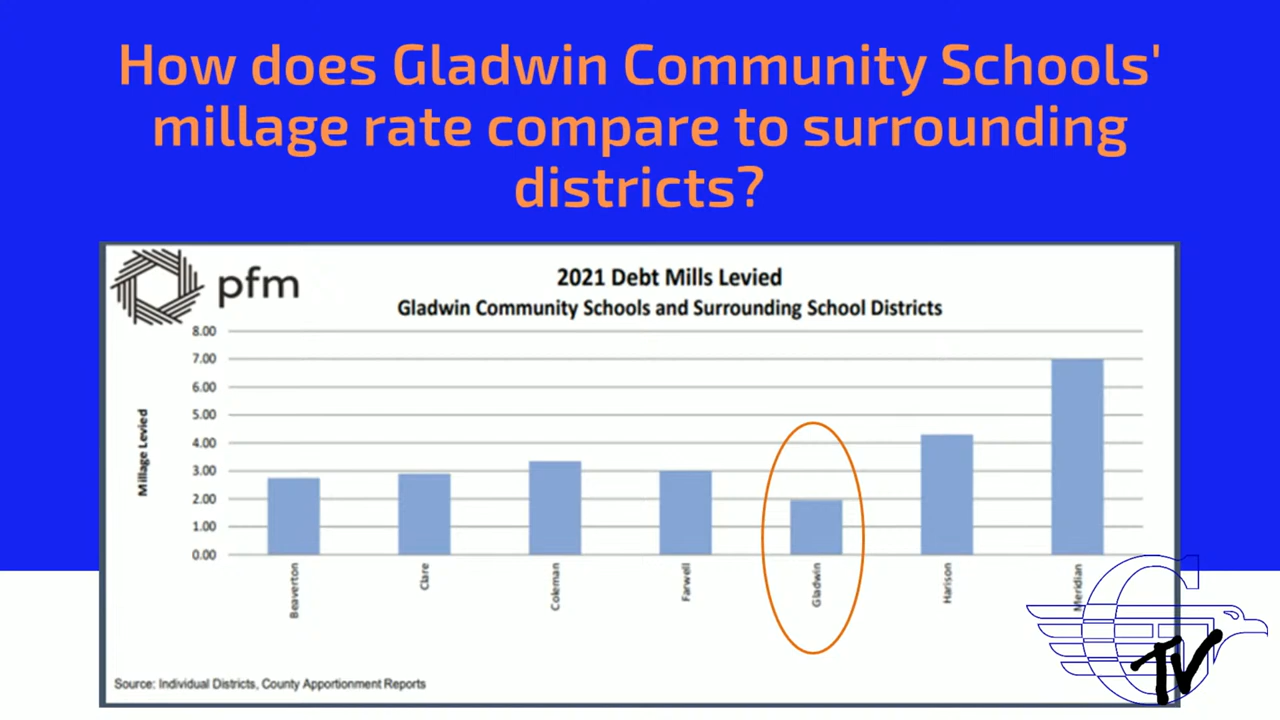 How does Gladwin Community Schools'
millage rate compare to surrounding
districts?
pfm
2021 Debt Mills Levied
Gladwin Community Schools and Surrounding School Districts
Millage Levied
8.00
7.00
6.00
5.00
4.00
3.00
2.00
1.00
0.00
Beaverton
Clare
Coleman
Farwell
Gladwin
Harison
Meridian
Source: Individual Districts, County Apportionment Reports
G
TV